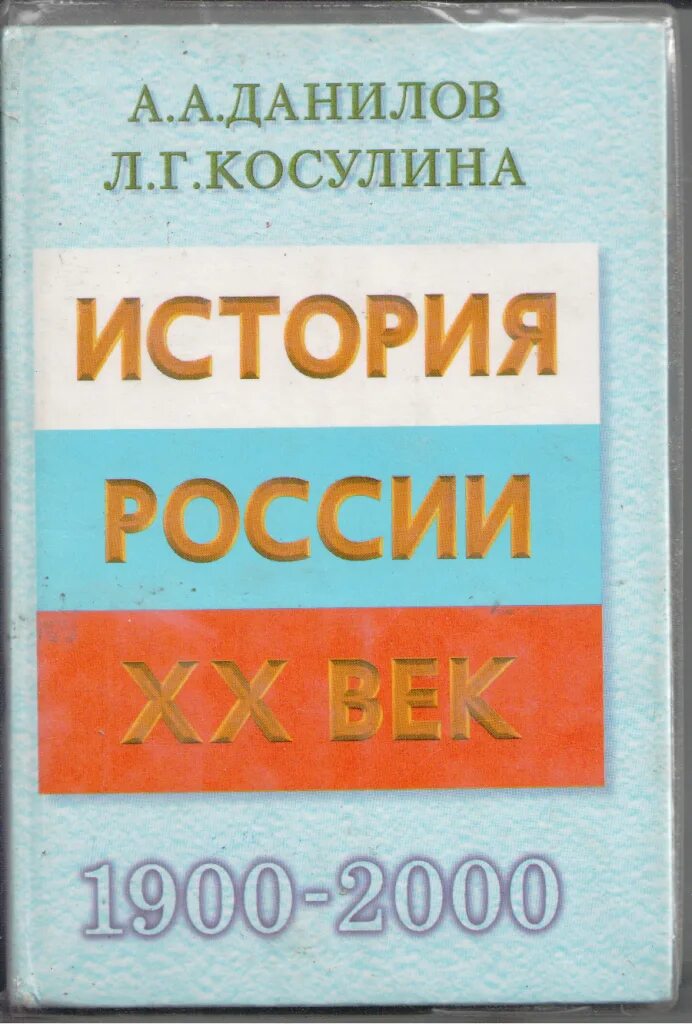 А.А.ДАНИЛОВ
Л.Г.КОСУЛИНА
ИСТОРИЯ
РОССИИ
XX ВЕК
1900-2000